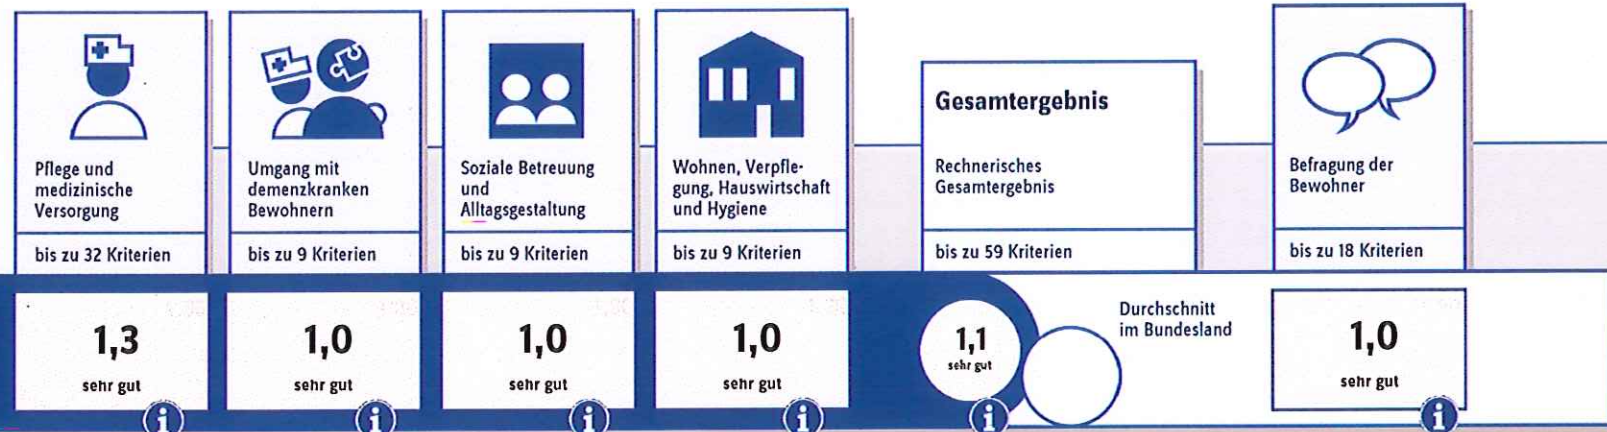 Pflege und
medizinische
Versorgung
bis zu 32 Kriterien
1,3
sehr gut
Umgang mit
demenzkranken
Bewohnern
bis zu 9 Kriterien
1,0
sehr gut
Soziale Betreuung
und
Alltagsgestaltung
bis zu 9 Kriterien
1,0
sehr gut
Wohnen, Verpfle-
gung, Hauswirtschaft
und Hygiene
bis zu 9 Kriterien
1,0
sehr gut
Gesamtergebnis
Rechnerisches
Gesamtergebnis
bis zu 59 Kriterien
1,1
sehr gut
Durchschnitt
im Bundesland
Befragung der
Bewohner
bis zu 18 Kriterien
1,0
sehr gut